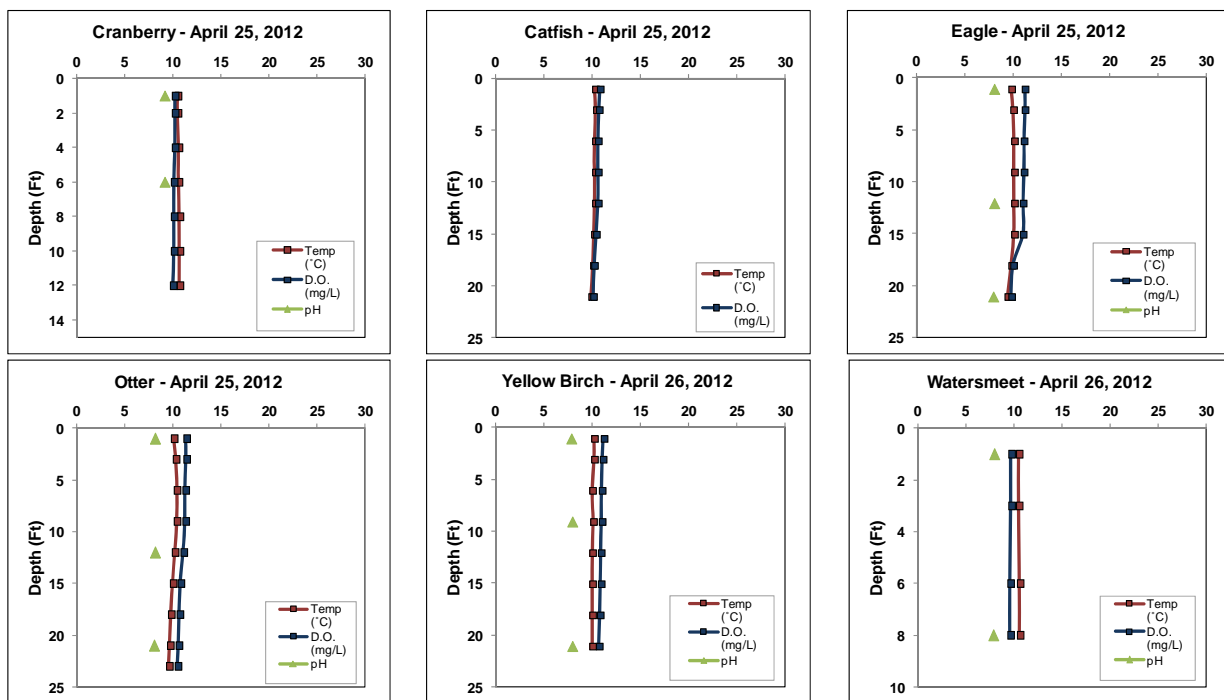 Cranberry - April 25, 2012
0 5 10 15 20 25 30
0
2
4
6
8
10
12
14
Depth (Ft)
Temp
(˚C)
D.O.
(mg/L)
pH
Catfish - April 25, 2012
0 5 10 15 20 25 30
0
5
10
15
20
25
Depth (Ft)
Temp
(˚C)
D.O.
(mg/L)
Eagle - April 25, 2012
0 5 10 15 20 25 30
0
5
10
15
20
25
Depth (Ft)
Temp
(˚C)
D.O.
(mg/L)
pH
Otter - April 25, 2012
0 5 10 15 20 25 30
0
5
10
15
20
25
Depth (Ft)
Temp
(˚C)
D.O.
(mg/L)
pH
Yellow Birch - April 26, 2012
0 5 10 15 20 25 30
0
5
10
15
20
25
Depth (Ft)
Temp
(˚C)
D.O.
(mg/L)
pH
Watersmeet - April 26, 2012
0 5 10 15 20 25 30
0
2
4
6
8
10
Depth (Ft)
Temp
(˚C)
D.O.
(mg/L)
pH